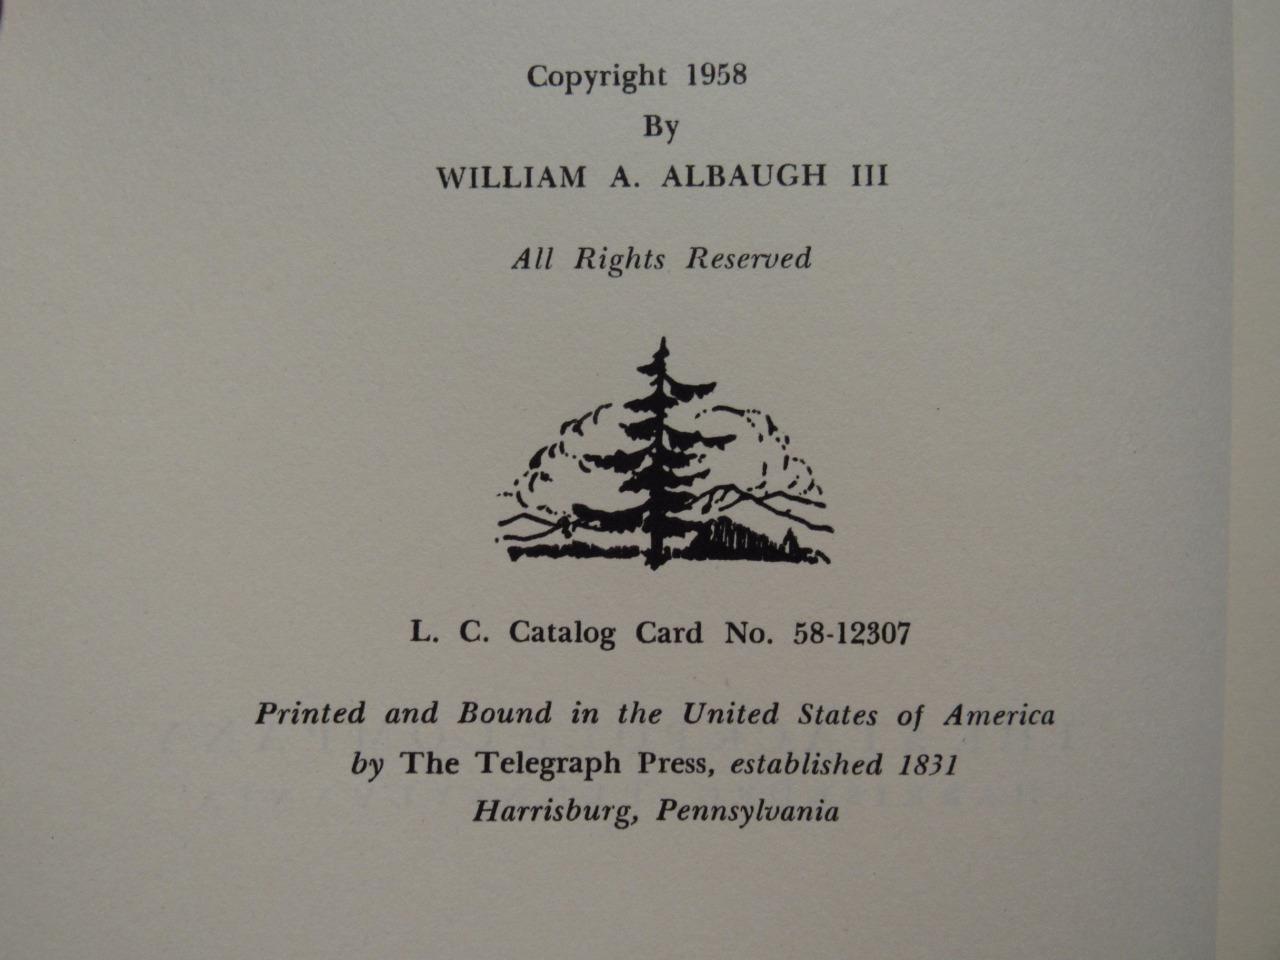 Copyright 1958
By
WILLIAM A. ALBAUGH III
All Rights Reserved
L. C. Catalog Card No. 58-12307
Printed and Bound in the United States of America
by The Telegraph Press, established 1831
Harrisburg, Pennsylvania